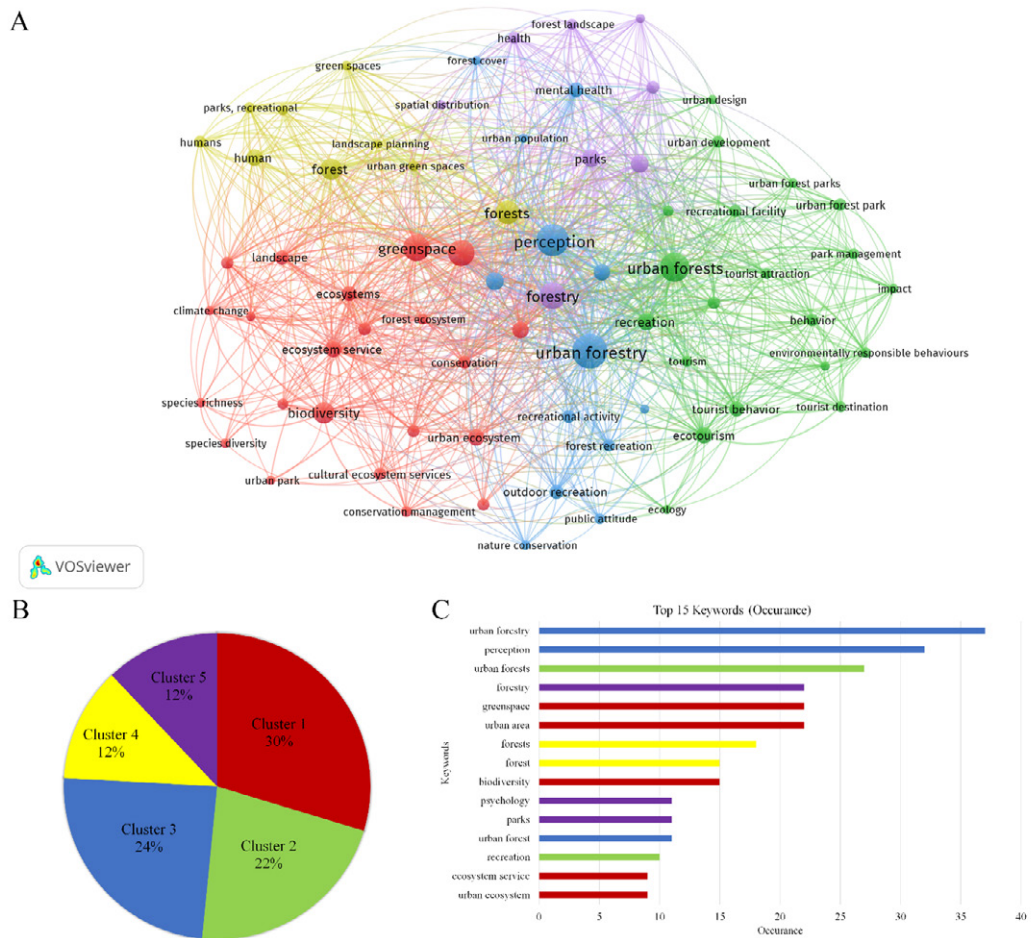 A
forest landscape
health
forest cover
green spaces
mental health
urban design
spatial distribution
parks, recreational
urban population
urban development
humans
landscape planning
human
parks
urban green spaces
forest
urban forest parks
urban forest park
recreational facility
forests
perception
greenspace
park management
landscape
urban forests
tourist attraction
impact
ecosystems
forestry
climate change
forest ecosystem
recreation
behavior
ecosystem service
urban forestry
environmentally responsible behaviours
conservation
tourism
species richness
biodiversity
recreational activity
tourist behavior
tourist destination
species diversity
urban ecosystem
forest recreation
ecotourism
urban park
cultural ecosystem services
outdoor recreation
conservation management
public attitude
ecology
nature conservation
VOSviewer
B
Cluster 5
12%
Cluster 1
30%
Cluster 4
12%
Cluster 3
24%
Cluster 2
22%
C
Top 15 Keywords (Occurance)
Keywords
urban forestry
perception
urban forests
forestry
greenspace
urban area
forests
forest
biodiversity
psychology
parks
urban forest
recreation
ecosystem service
urban ecosystem
0 5 10 15 20 25 30 35 40
Occurance